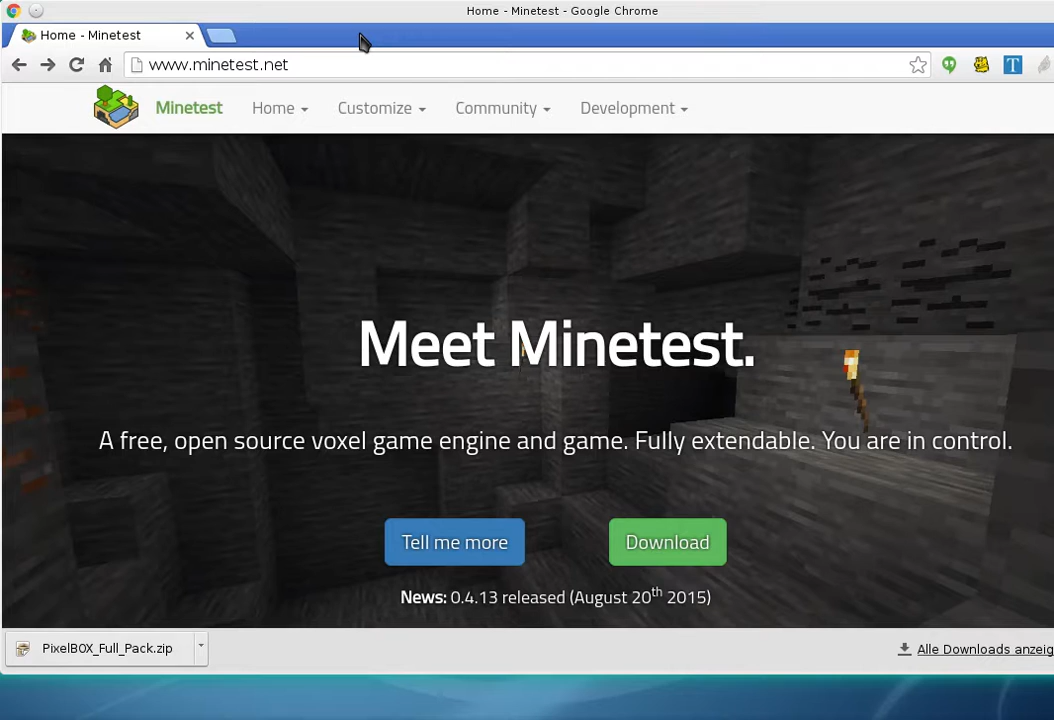 Home - Minetest - Google Chrome
Home - Minetest
www.minetest.net
T
Minetest Home Customize Community Development
Meet Minetest.
A free, open source voxel game engine and game. Fully extendable. You are in control.
Tell me more Download
News: 0.4.13 released (August 20th 2015)
PixelBOX_Full_Pack.zip Alle Downloads anzeig